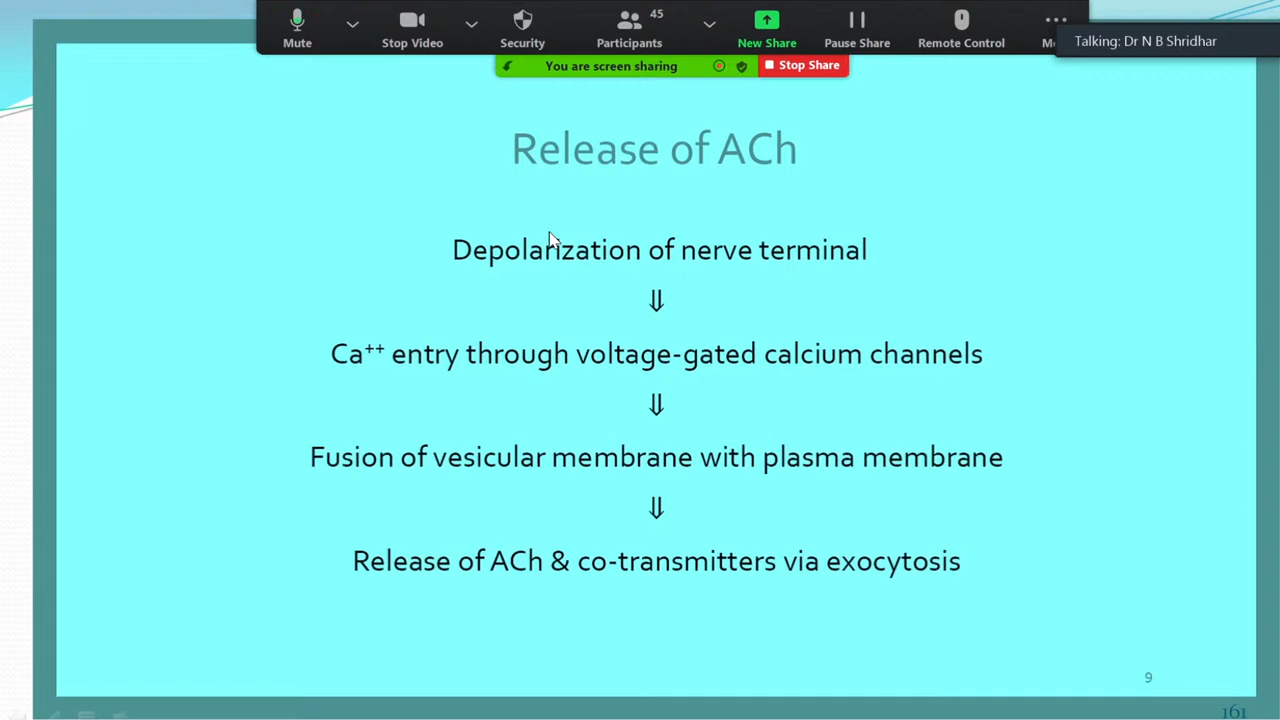 45
Mute
Stop Video
Security
Participants
New Share
Pause Share
Remote Control
Talking: Dr N B Shridhar
You are screen sharing
Stop Share
Release of ACh
Depolarization of nerve terminal
⇓
Ca⁺⁺ entry through voltage-gated calcium channels
⇓
Fusion of vesicular membrane with plasma membrane
⇓
Release of ACh & co-transmitters via exocytosis
9
161